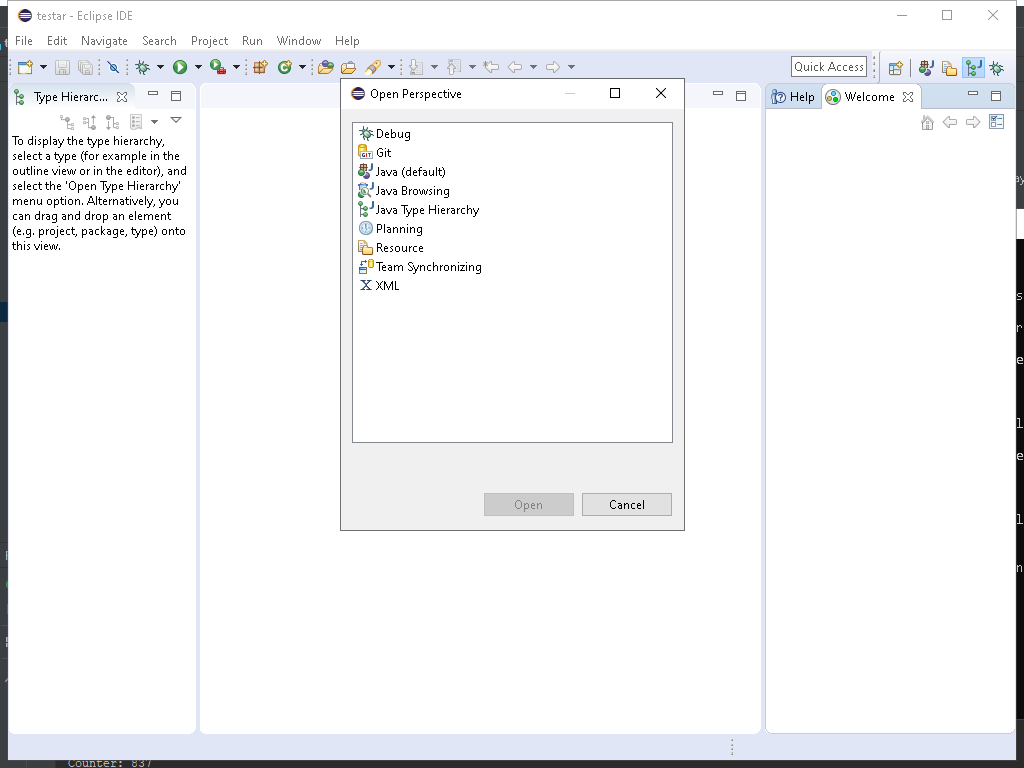 testar - Eclipse IDE
File Edit Navigate Search Project Run Window Help
Quick Access
Type Hierarc...
To display the type hierarchy,
select a type (for example in the
outline view or in the editor), and
select the 'Open Type Hierarchy'
menu option. Alternatively, you
can drag and drop an element
(e.g. project, package, type) onto
this view.
Open Perspective
Debug
GIT Git
Java (default)
Java Browsing
Java Type Hierarchy
Planning
Resource
Team Synchronizing
X XML
Open Cancel
Help Welcome
Counter: 837